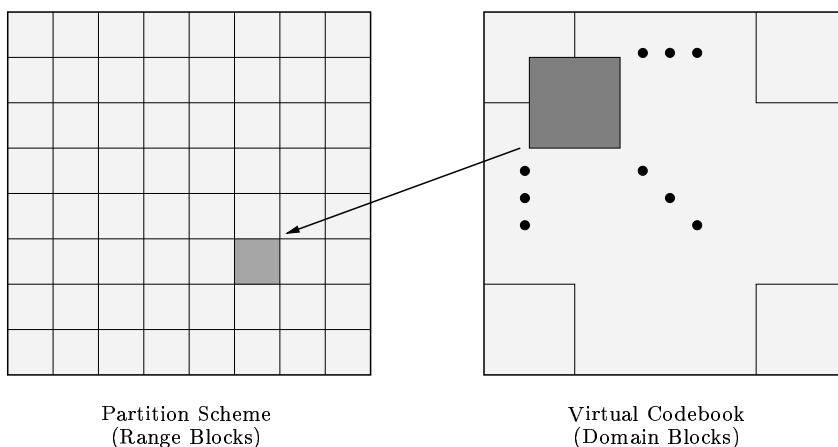 Partition Scheme
(Range Blocks)
Virtual Codebook
(Domain Blocks)